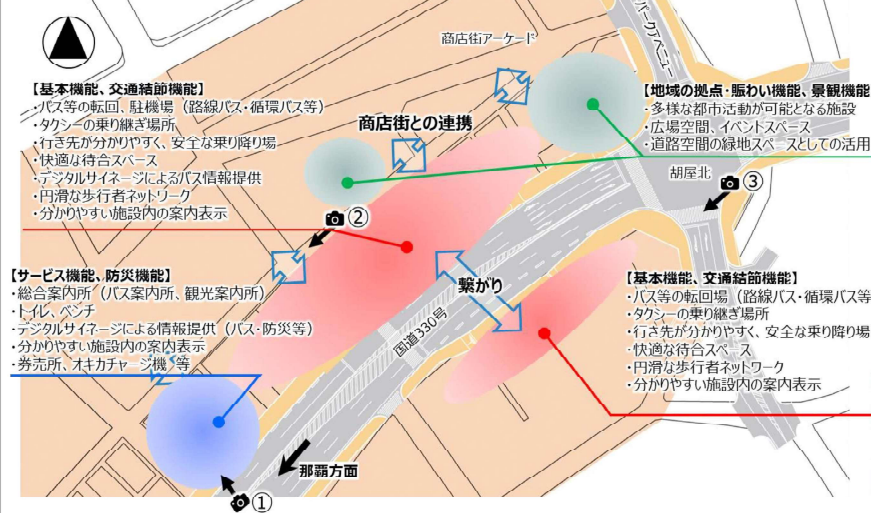 商店街アーケード
パークアベニュー
【基本機能、交通結節機能】
・バス等の転回、駐機場（路線バス・循環バス等）
・タクシーの乗り継ぎ場所
・行き先が分かりやすく、安全な乗り降り場
・快適な待合スペース
・デジタルサイネージによるバス情報提供
・円滑な歩行者ネットワーク
・分かりやすい施設内の案内表示
商店街との連携
【地域の拠点・賑わい機能、景観機能
・多様な都市活動が可能となる施設
・広場空間、イベントスペース
・道路空間の緑地スペースとしての活用
胡屋北
③
②
【サービス機能、防災機能】
・総合案内所（バス案内所、観光案内所）
・トイレ、ベンチ
・デジタルサイネージによる情報提供（バス・防災等）
・分かりやすい施設内の案内表示
・券売所、オキカチャージ機 等
繋がり
国道330号
【基本機能、交通結節機能】
・バス等の転回場（路線バス・循環バス等
・タクシーの乗り継ぎ場所
・行き先が分かりやすく、安全な乗り降り場
・快適な待合スペース
・円滑な歩行者ネットワーク
・分かりやすい施設内の案内表示
那覇方面
①